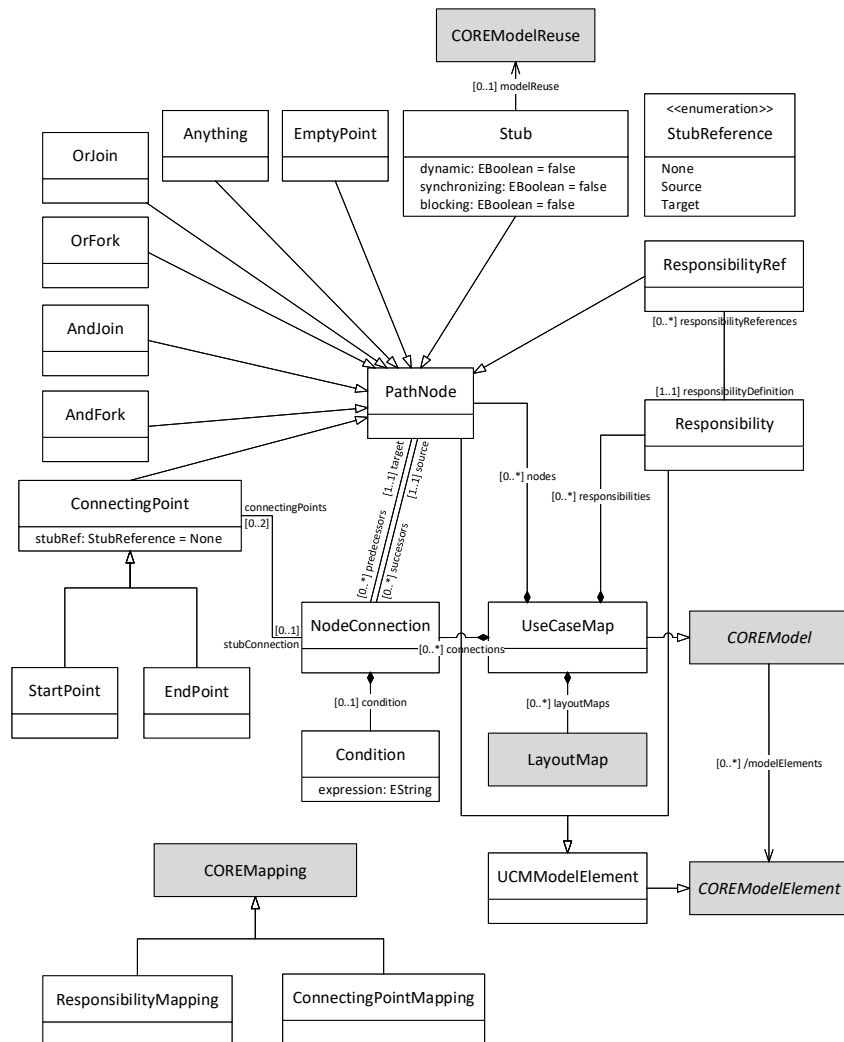 COREModelReuse
[0..1] modelReuse
Anything
EmptyPoint
Stub
dynamic: EBoolean = false
synchronizing: EBoolean = false
blocking: EBoolean = false
<<enumeration>>
StubReference
None
Source
Target
OrJoin
OrFork
ResponsibilityRef
[0..*] responsibilityReferences
AndJoin
PathNode
[1..1] responsibilityDefinition
AndFork
Responsibility
[1..1] target
[1..1] source
[0..*] nodes
[0..*] responsibilities
ConnectingPoint
stubRef: StubReference = None
connectingPoints
[0..2]
[0..*] predecessors
[0..*] successors
[0..1]
stubConnection
NodeConnection
[0..*] connections
UseCaseMap
COREModel
StartPoint
EndPoint
[0..1] condition
[0..*] layoutMaps
Condition
expression: EString
LayoutMap
[0..*] /modelElements
COREMapping
UCMModelElement
COREModelElement
ResponsibilityMapping
ConnectingPointMapping